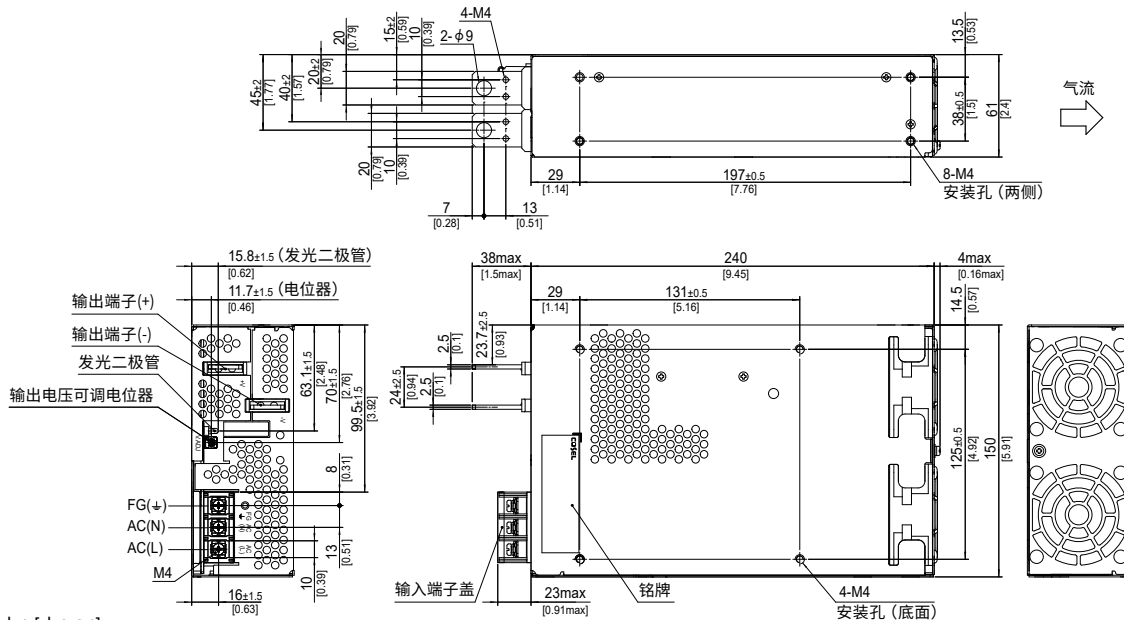 4-M4
2-φ9
20
[0.79]
15±2
[0.59]
10
[0.39]
20±2
[0.79]
40±2
[1.57]
45±2
[1.77]
20
[0.79]
10
[0.39]
7
[0.28]
13
[0.51]
29
[1.14]
197±0.5
[7.76]
13.5
[0.53]
38±0.5
[1.5]
61
[2.4]
8-M4
安装孔 (两侧)
气流
15.8±1.5 (发光二极管)
[0.62]
11.7±1.5 (电位器)
[0.46]
输出端子(+)
输出端子(-)
发光二极管
输出电压可调电位器
63.1±1.5
[2.48]
70±1.5
[2.76]
99.5±1.5
[3.92]
8
[0.31]
13
[0.51]
10
[0.39]
FG(⏚)
AC(N)
AC(L)
M4
16±1.5
[0.63]
+V
-V
38max
[1.5max]
240
[9.45]
4max
[0.16max]
29
[1.14]
131±0.5
[5.16]
14.5
[0.57]
2.5
[0.1]
23.7±2.5
[0.93]
24±2.5
[0.94]
2.5
[0.1]
COSEL
125±0.5
[4.92]
150
[5.91]
输入端子盖
23max
[0.91max]
铭牌
4-M4
安装孔 (底面)